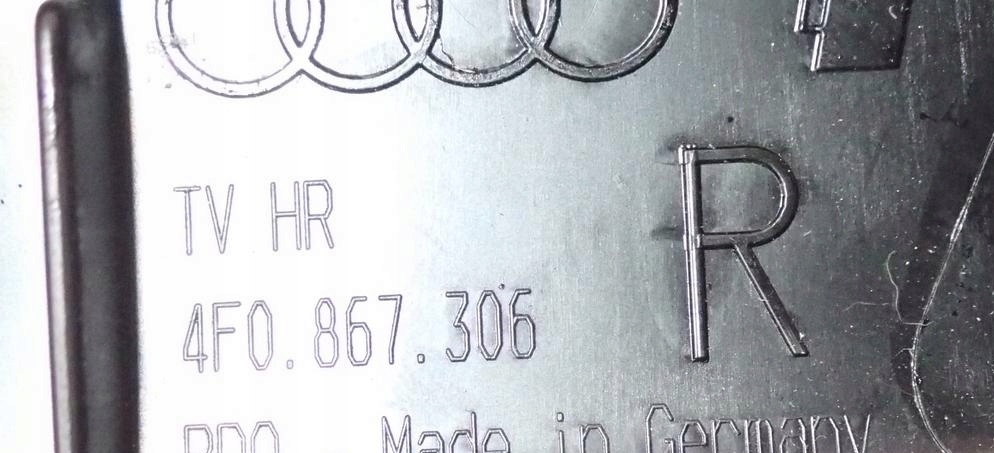 TV HR
R
4F0.867.306
- Made in Germany